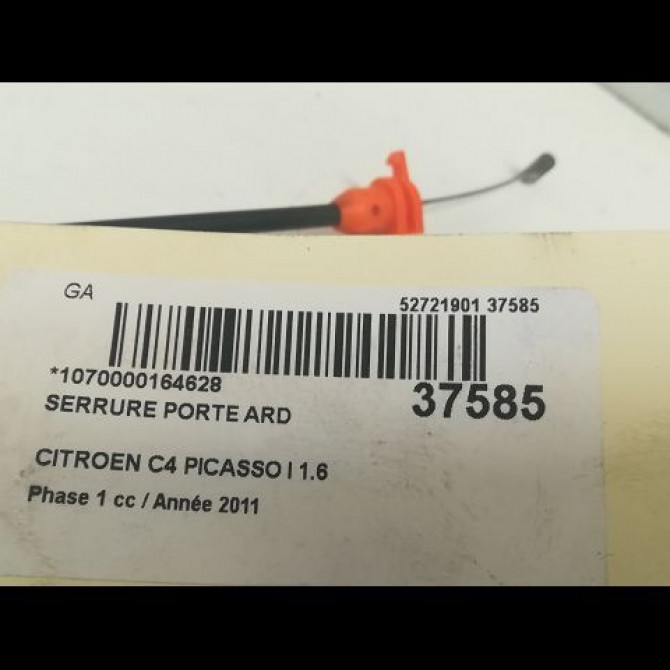 GA
52721901 37585
*1070000164628
37585
SERRURE PORTE ARD
CITROEN C4 PICASSO I 1.6
Phase 1 cc / Année 2011